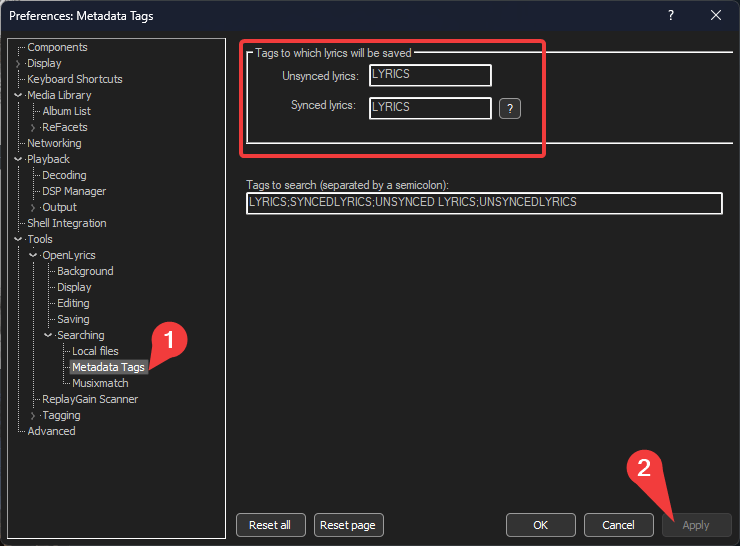 Preferences: Metadata Tags
?
Components
Display
Keyboard Shortcuts
Media Library
Album List
ReFacets
Networking
Playback
Decoding
DSP Manager
Output
Shell Integration
Tools
OpenLyrics
Background
Display
Editing
Saving
Searching
Local files
Metadata Tags
Musixmatch
ReplayGain Scanner
Tagging
Advanced
1
Tags to which lyrics will be saved
Unsynced lyrics: LYRICS
Synced lyrics: LYRICS ?
Tags to search (separated by a semicolon):
LYRICS;SYNCEDLYRICS;UNSYNCED LYRICS;UNSYNCEDLYRICS
2
Reset all Reset page OK Cancel Apply